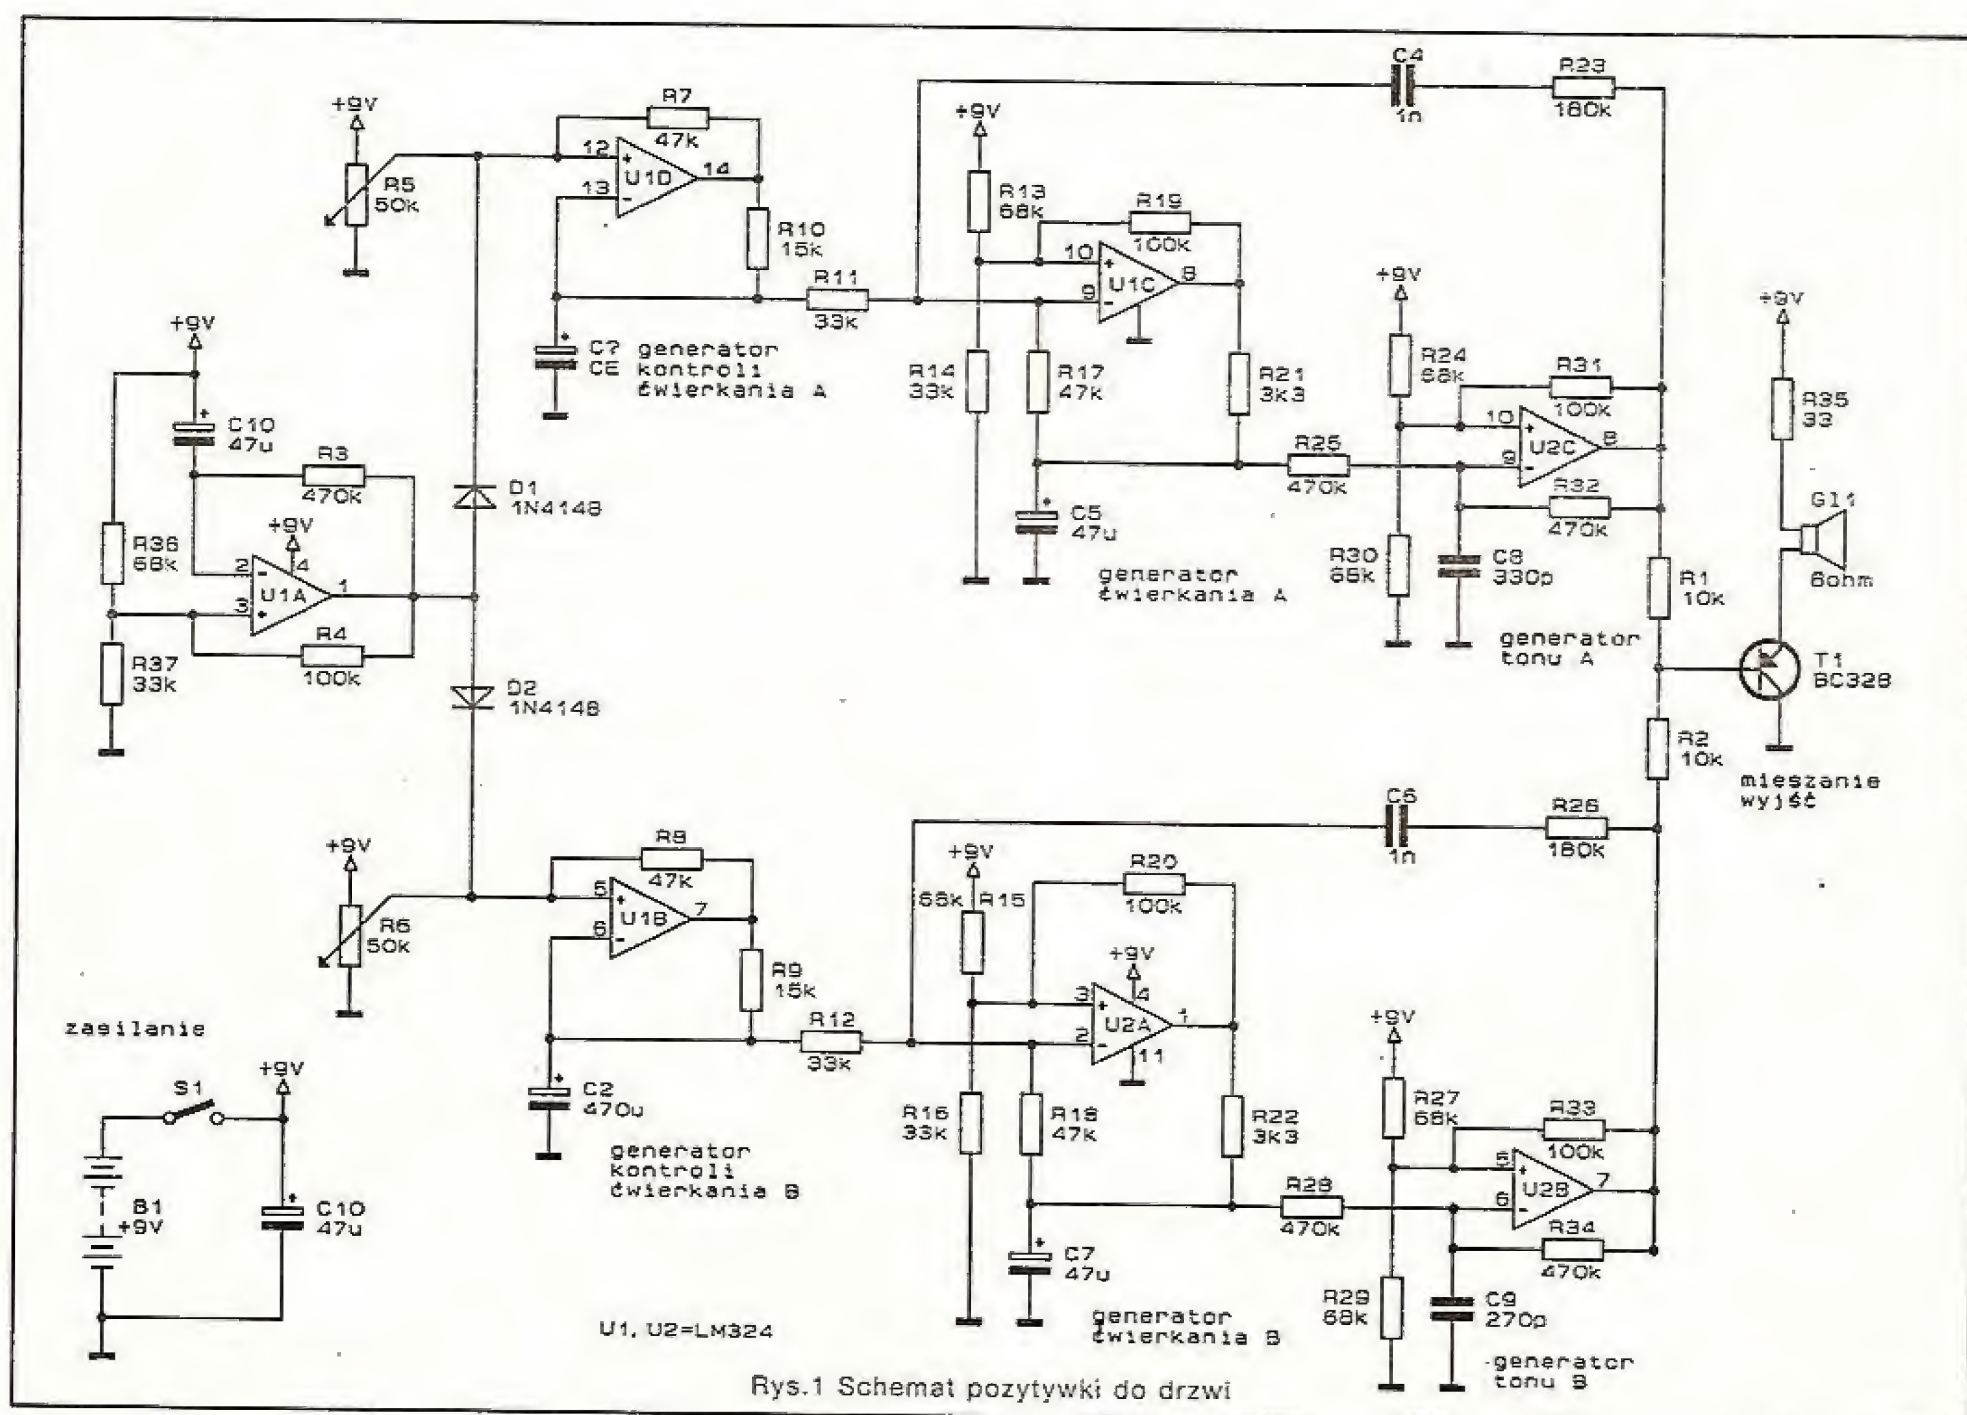 C4
1n
R23
180k
+9V
R5
50k
R7
47k
12
13
14
U1D
R10
15k
R11
33k
C?
CE
generator
kontroli
ćwierkania A
+9V
R13
68k
R14
33k
R19
100k
10
9
8
U1C
R17
47k
R21
3k3
C5
47u
generator
ćwierkania A
+9V
R24
68k
R30
68k
R25
470k
R31
100k
10
9
8
U2C
R32
470k
C8
330p
generator
tonu A
R1
10k
+9V
R35
33
Gl1
8ohm
T1
BC328
R2
10k
mieszanie
wyjść
+9V
C10
47u
R3
470k
R36
68k
+9V
4
2
3
1
U1A
R4
100k
R37
33k
D1
1N4148
D2
1N4148
+9V
R6
50k
R8
47k
5
6
7
U1B
R9
15k
R12
33k
C2
470u
generator
kontroli
ćwierkania B
C6
1n
R26
180k
+9V
68k R15
R16
33k
R20
100k
+9V
4
3
2
1
11
U2A
R18
47k
R22
3k3
C7
47u
generator
ćwierkania B
+9V
R27
68k
R29
68k
R28
470k
R33
100k
5
6
7
U2B
R34
470k
C9
270p
generator
tonu B
zasilanie
S1
+9V
B1
+9V
C10
47u
U1, U2=LM324
Rys.1 Schemat pozytywki do drzwi